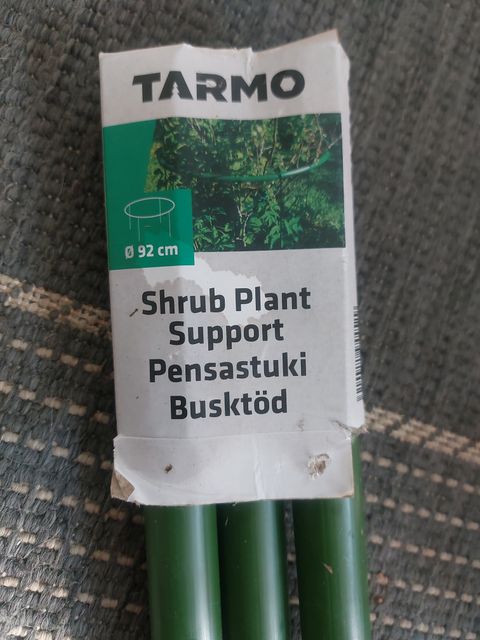 TARMO
Ø 92 cm
Shrub Plant
Support
Pensastuki
Busktöd